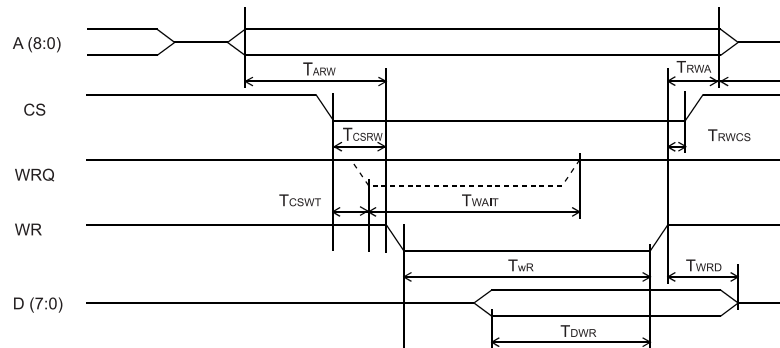 A (8:0)
TARW
TRWA
CS
TCSRW
TRWCS
WRQ
TCSWT
TWAIT
WR
TwR
TWRD
D (7:0)
TDWR